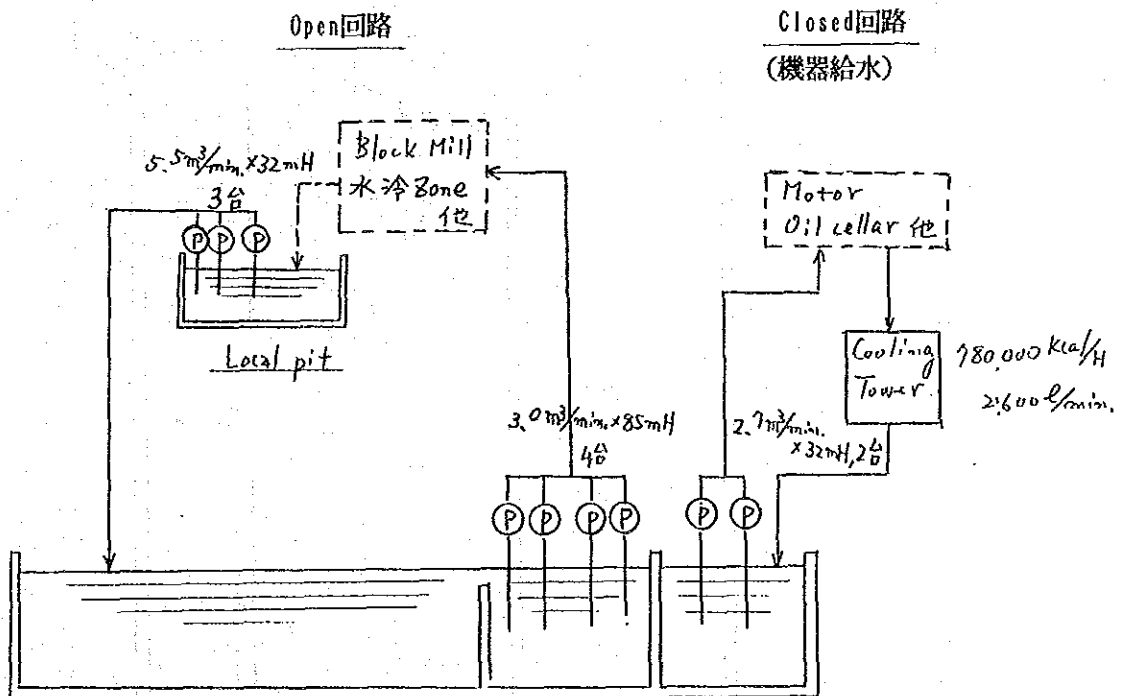 Open回路
Closed回路
(機器給水)
5.5m³/min.×32mH
3台
Block Mill
水冷Zone
他
Motor
Oil cellar 他
P P P
Local pit
Cooling
Tower
780,000 kcal/H
2,600 ℓ/min.
3.0m³/min.×85mH
4台
2.7m³/min.
×32mH, 2台
P P P P
P P